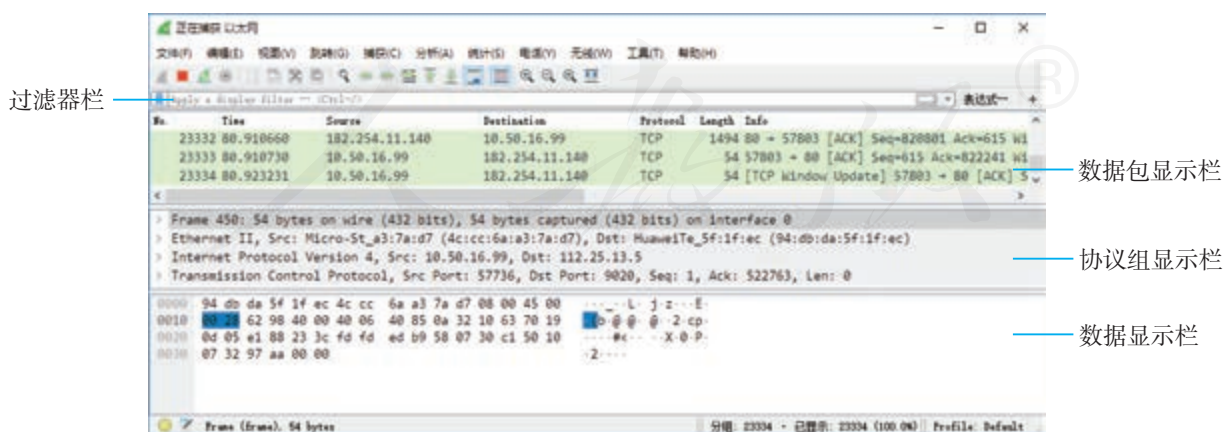 正在捕获 以太网
文件(F) 编辑(E) 视图(V) 跳转(G) 捕获(C) 分析(A) 统计(S) 电话(Y) 无线(W) 工具(T) 帮助(H)
过滤器栏
Apply a display filter … <Ctrl-/>
表达式… +
No. Time Source Destination Protocol Length Info
23332 80.910660 182.254.11.140 10.50.16.99 TCP 1494 80 → 57803 [ACK] Seq=820801 Ack=615 Wi
23333 80.910730 10.50.16.99 182.254.11.140 TCP 54 57803 → 80 [ACK] Seq=615 Ack=822241 Wi
23334 80.923231 10.50.16.99 182.254.11.140 TCP 54 [TCP Window Update] 57803 → 80 [ACK] S
数据包显示栏
Frame 450: 54 bytes on wire (432 bits), 54 bytes captured (432 bits) on interface 0
Ethernet II, Src: Micro-St_a3:7a:d7 (4c:cc:6a:a3:7a:d7), Dst: HuaweiTe_5f:1f:ec (94:db:da:5f:1f:ec)
Internet Protocol Version 4, Src: 10.50.16.99, Dst: 112.25.13.5
Transmission Control Protocol, Src Port: 57736, Dst Port: 9020, Seq: 1, Ack: 522763, Len: 0
协议组显示栏
0000 94 db da 5f 1f ec 4c cc 6a a3 7a d7 08 00 45 00 ···_··L· j·z···E·
0010 00 28 62 98 40 00 40 06 40 85 0a 32 10 63 70 19 ·(b·@·@· @··2·cp·
0020 0d 05 e1 88 23 3c fd fd ed b9 58 07 30 c1 50 10 ····#<·· ··X·0·P·
0030 07 32 97 aa 00 00 ·2····
数据显示栏
Frame (frame), 54 bytes
分组: 23334 · 已显示: 23334 (100.0%)
Profile: Default
®